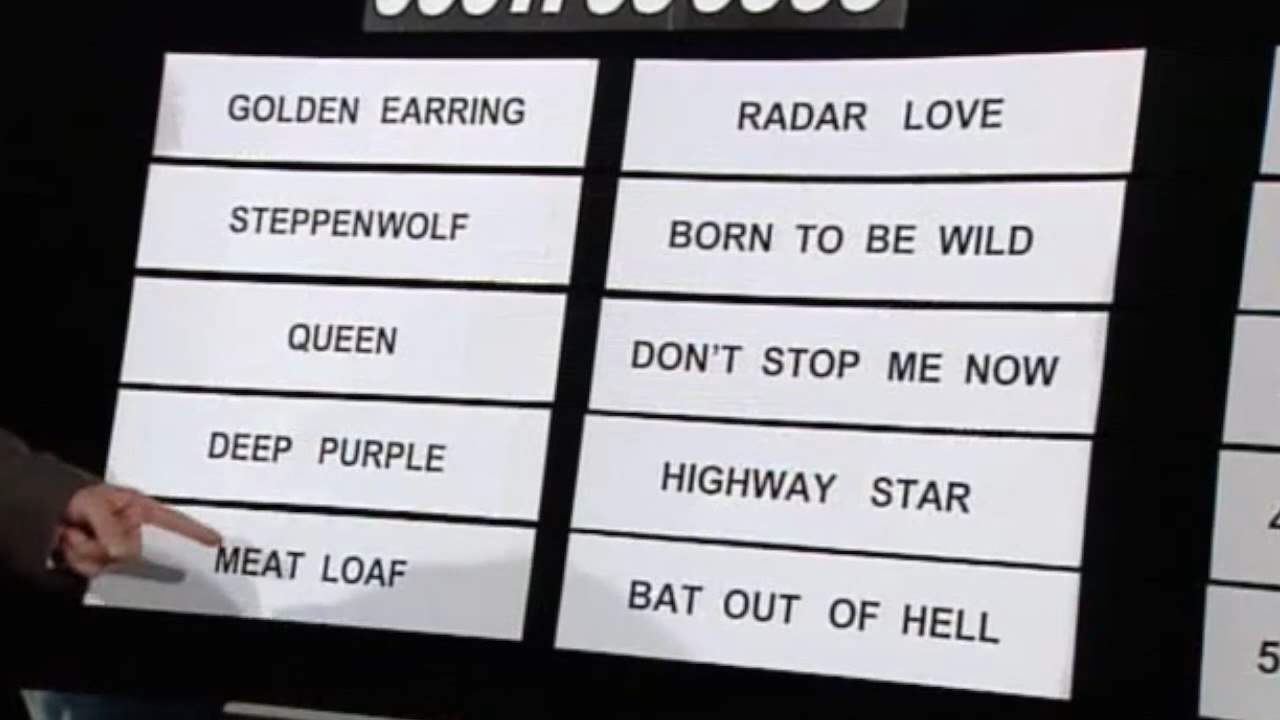 GOLDEN EARRING RADAR LOVE
STEPPENWOLF BORN TO BE WILD
QUEEN DON'T STOP ME NOW
DEEP PURPLE HIGHWAY STAR
MEAT LOAF BAT OUT OF HELL
5